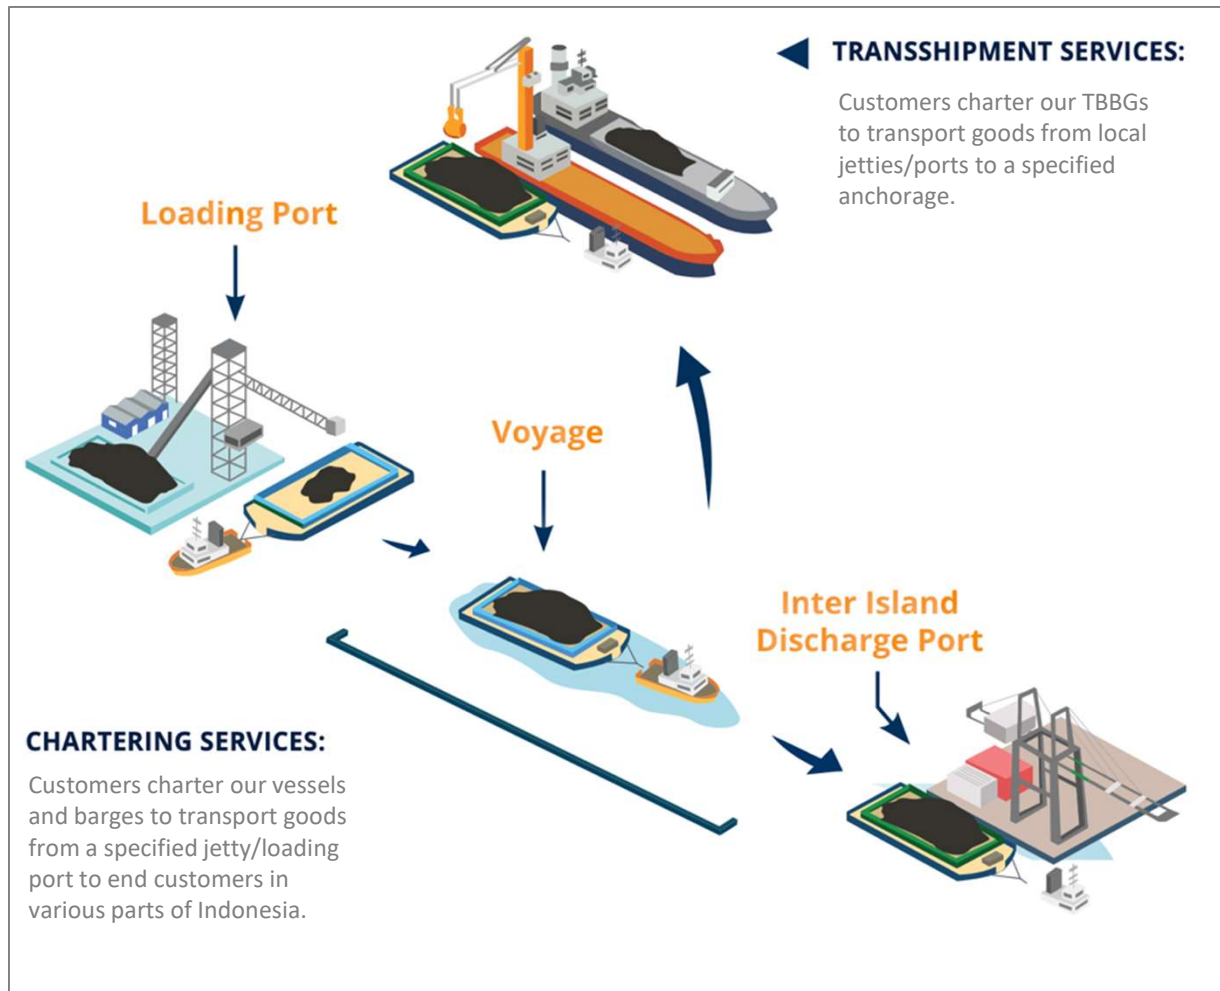 TRANSSHIPMENT SERVICES:
Customers charter our TBBGs
to transport goods from local
jetties/ports to a specified
anchorage.
Loading Port
Voyage
Inter Island
Discharge Port
CHARTERING SERVICES:
Customers charter our vessels
and barges to transport goods
from a specified jetty/loading
port to end customers in
various parts of Indonesia.